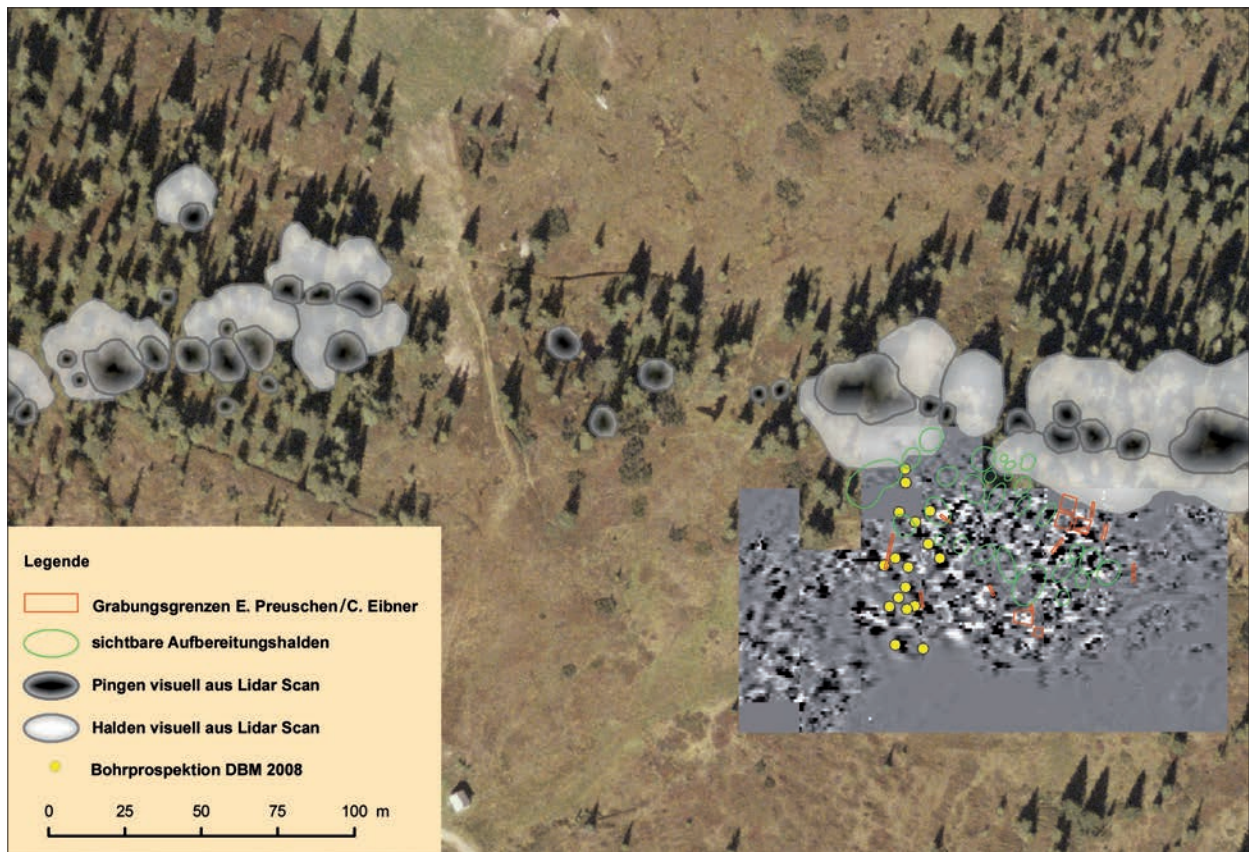 Legende
Grabungsgrenzen E. Preuschen/C. Eibner
sichtbare Aufbereitungshalden
Pingen visuell aus Lidar Scan
Halden visuell aus Lidar Scan
Bohrprospektion DBM 2008
0 25 50 75 100 m